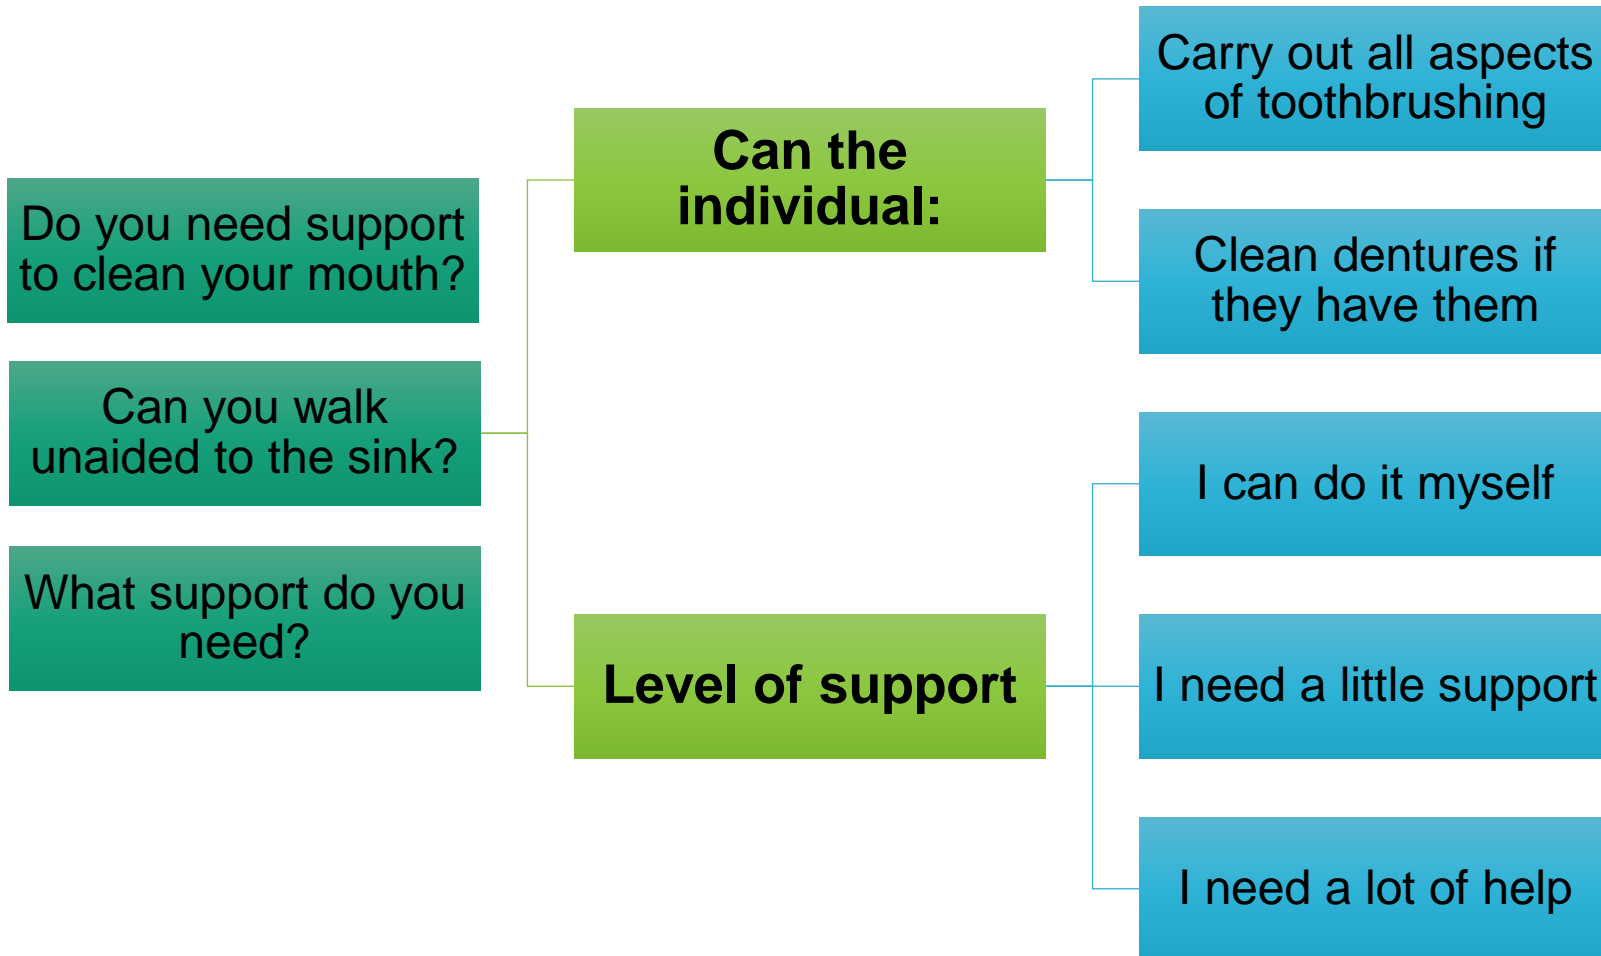 Do you need support
to clean your mouth?
Can you walk
unaided to the sink?
What support do you
need?
Can the
individual:
Level of support
Carry out all aspects
of toothbrushing
Clean dentures if
they have them
I can do it myself
I need a little support
I need a lot of help